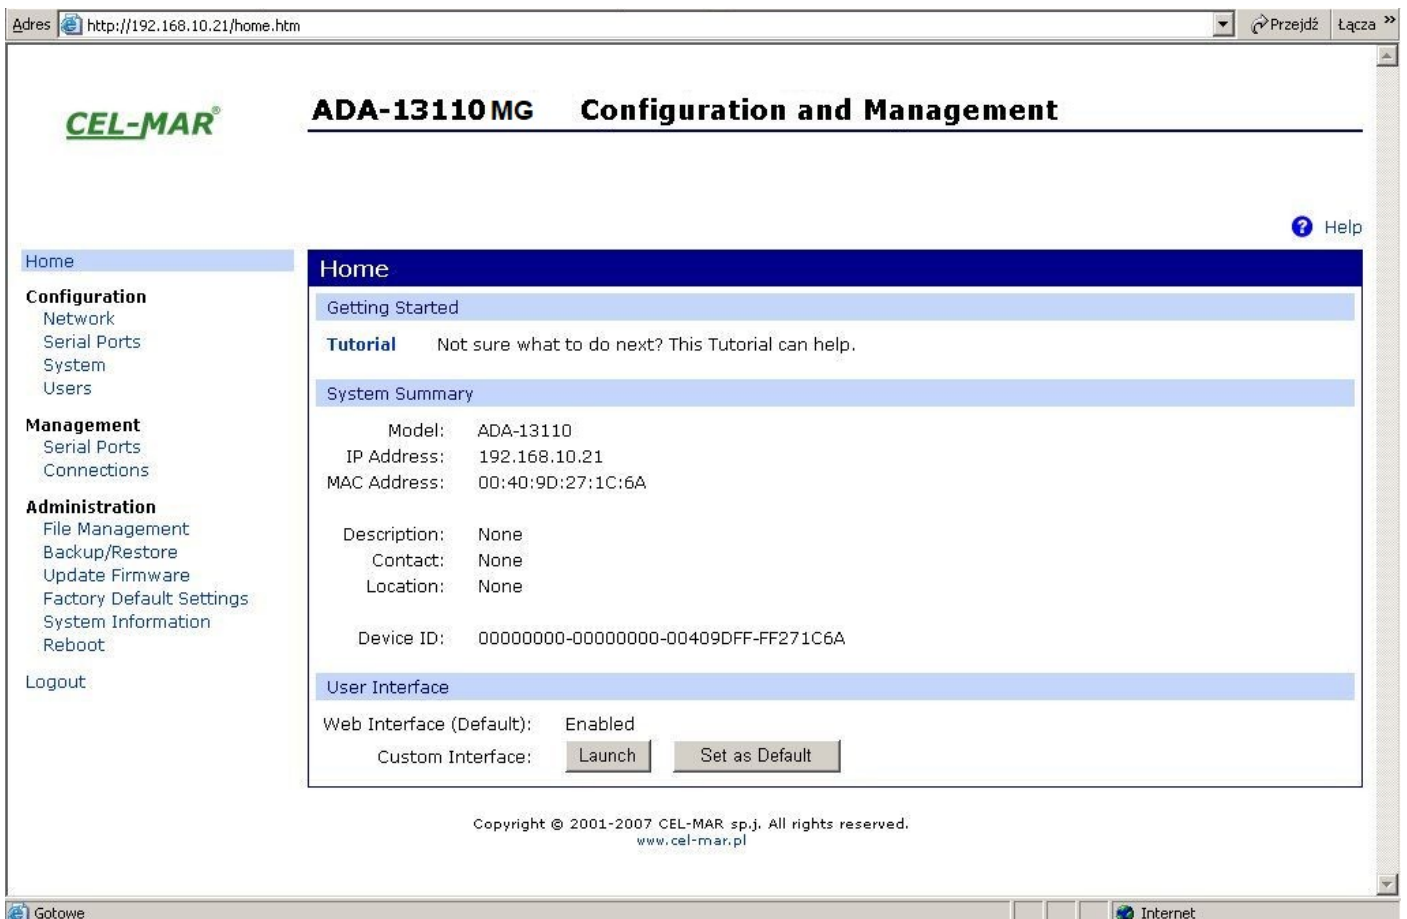 Adres http://192.168.10.21/home.htm Przejdź Łącza »
CEL-MAR®
ADA-13110 MG Configuration and Management
? Help
Home
Configuration
Network
Serial Ports
System
Users
Management
Serial Ports
Connections
Administration
File Management
Backup/Restore
Update Firmware
Factory Default Settings
System Information
Reboot
Logout
Home
Getting Started
Tutorial Not sure what to do next? This Tutorial can help.
System Summary
Model: ADA-13110
IP Address: 192.168.10.21
MAC Address: 00:40:9D:27:1C:6A
Description: None
Contact: None
Location: None
Device ID: 00000000-00000000-00409DFF-FF271C6A
User Interface
Web Interface (Default): Enabled
Custom Interface: Launch Set as Default
Copyright © 2001-2007 CEL-MAR sp.j. All rights reserved.
www.cel-mar.pl
Gotowe Internet